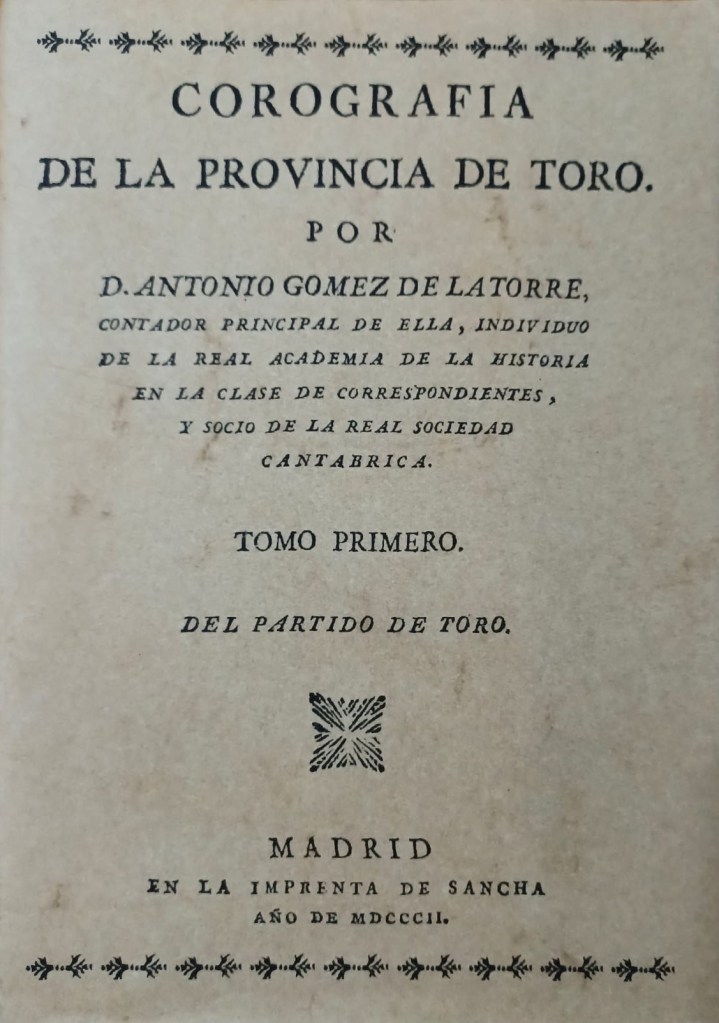 COROGRAFIA
DE LA PROVINCIA DE TORO.
POR
D. ANTONIO GOMEZ DE LATORRE,
CONTADOR PRINCIPAL DE ELLA, INDIVIDUO
DE LA REAL ACADEMIA DE LA HISTORIA
EN LA CLASE DE CORRESPONDIENTES,
Y SOCIO DE LA REAL SOCIEDAD
CANTABRICA.
TOMO PRIMERO.
DEL PARTIDO DE TORO.
MADRID
EN LA IMPRENTA DE SANCHA
AÑO DE MDCCCII.